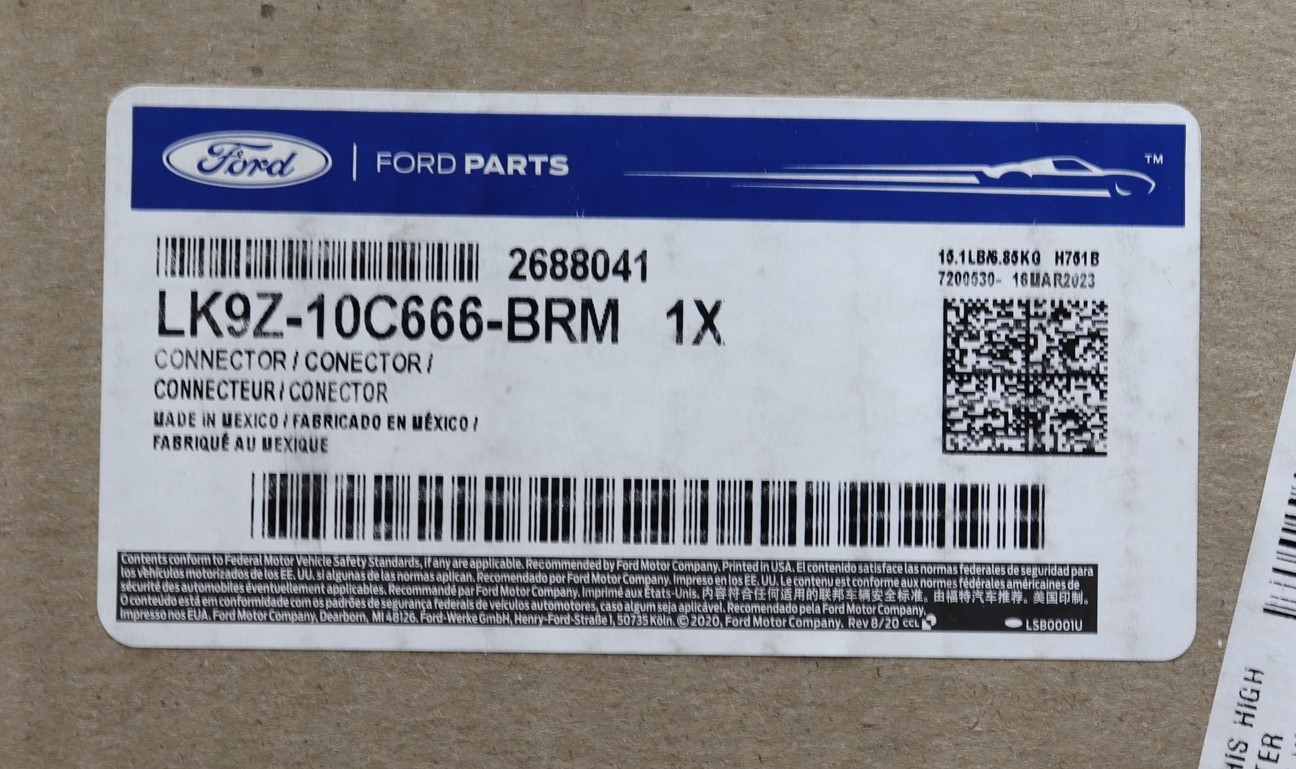 Ford | FORD PARTS ™
2688041
LK9Z-10C666-BRM 1X
CONNECTOR / CONECTOR /
CONNECTEUR / CONECTOR
MADE IN MEXICO / FABRICADO EN MÉXICO /
FABRIQUÉ AU MEXIQUE
15.1LB/6.85KG H751B
7200530- 16MAR2023
Contents conform to Federal Motor Vehicle Safety Standards, if any are applicable. Recommended by Ford Motor Company. Printed in USA. El contenido satisface las normas federales de seguridad para
los vehículos motorizados de los EE. UU. si algunas de las normas aplican. Recomendado por Ford Motor Company. Impreso en los EE. UU. Le contenu est conforme aux normes fédérales américaines de
sécurité des automobiles éventuellement applicables. Recommandé par Ford Motor Company. Imprimé aux États-Unis. 内容符合任何适用的联邦车辆安全标准。由福特汽车推荐。美国印制。
O conteúdo está em conformidade com os padrões de segurança federais de veículos automotores, caso algum seja aplicável. Recomendado pela Ford Motor Company.
Impresso nos EUA. Ford Motor Company, Dearborn, MI 48126. Ford-Werke GmbH, Henry-Ford-Straße 1, 50735 Köln. © 2020, Ford Motor Company. Rev 8/20 CCL LSB0001U
HIS HIGH
TER